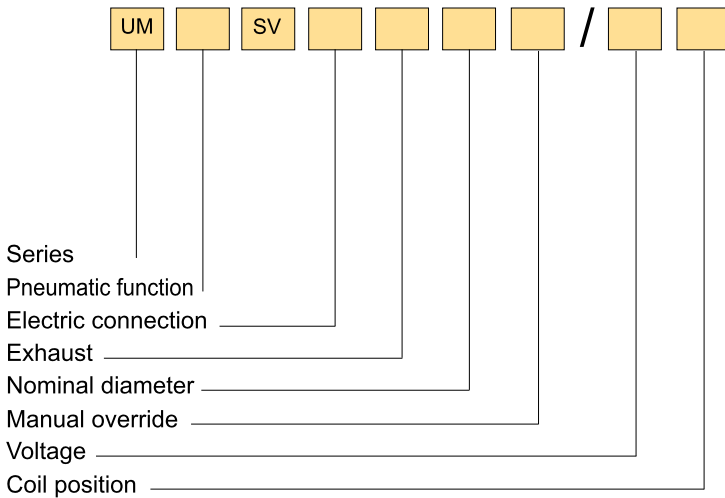 UM SV /
Series
Pneumatic function
Electric connection
Exhaust
Nominal diameter
Manual override
Voltage
Coil position